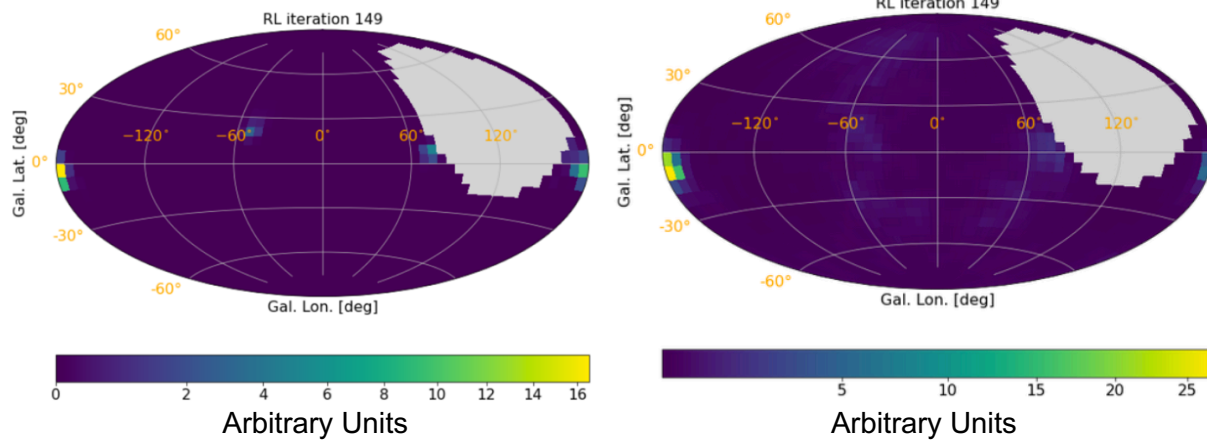 RL iteration 149
60°
30°
0°
-30°
-60°
−120°
−60°
0°
60°
120°
Gal. Lat. [deg]
Gal. Lon. [deg]
0 2 4 6 8 10 12 14 16
Arbitrary Units
RL iteration 149
60°
30°
0°
-30°
-60°
−120°
−60°
0°
60°
120°
Gal. Lat. [deg]
Gal. Lon. [deg]
5 10 15 20 25
Arbitrary Units